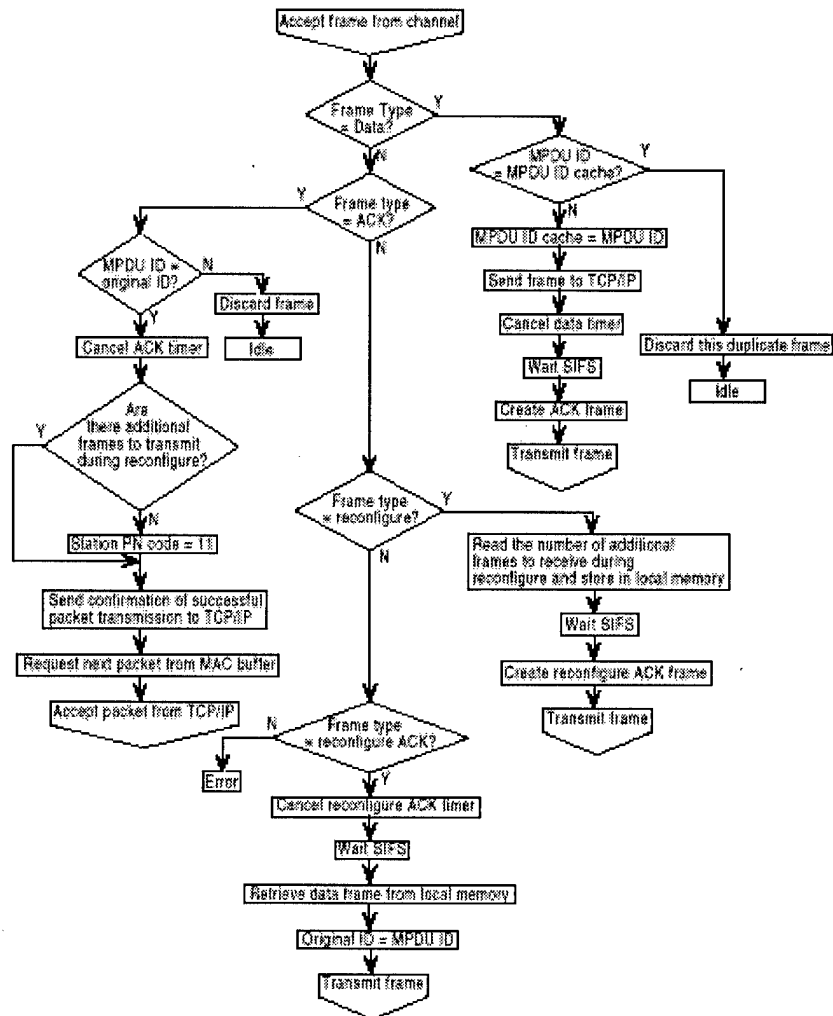 Accept frame from channel
Frame Type
= Data?
Y
N
MPDU ID
= MPDU ID cache?
Y
N
Frame type
= ACK?
Y
N
MPDU ID cache = MPDU ID
Send frame to TCP/IP
Cancel data timer
Wait SIFS
Create ACK frame
Transmit frame
Discard this duplicate frame
Idle
MPDU ID =
original ID?
N
Y
Discard frame
Idle
Cancel ACK timer
Are
there additional
frames to transmit
during reconfigure?
Y
N
Station PN code = 11
Send confirmation of successful
packet transmission to TCP/IP
Request next packet from MAC buffer
Accept packet from TCP/IP
Frame type
= reconfigure?
Y
N
Read the number of additional
frames to receive during
reconfigure and store in local memory
Wait SIFS
Create reconfigure ACK frame
Transmit frame
Frame type
= reconfigure ACK?
N
Y
Error
Cancel reconfigure ACK timer
Wait SIFS
Retrieve data frame from local memory
Original ID = MPDU ID
Transmit frame